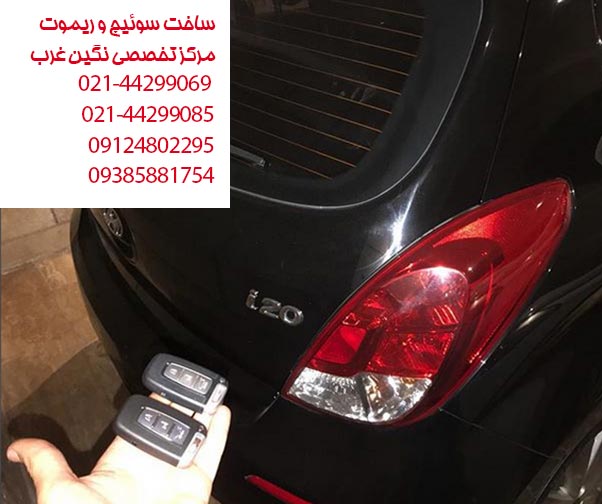 ساخت سوئیچ و ریموت
مرکز تخصصی نگین غرب
021-44299069
021-44299085
09124802295
09385881754
i20